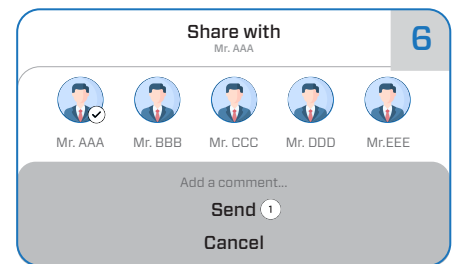 Share with
Mr. AAA
6
Mr. AAA Mr. BBB Mr. CCC Mr. DDD Mr.EEE
Add a comment...
Send 1
Cancel